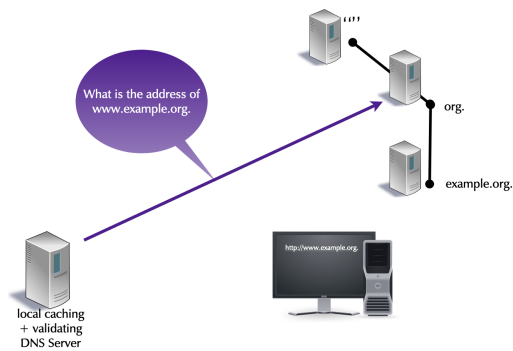 “”
What is the address of
www.example.org.
org.
example.org.
http://www.example.org.
local caching
+ validating
DNS Server